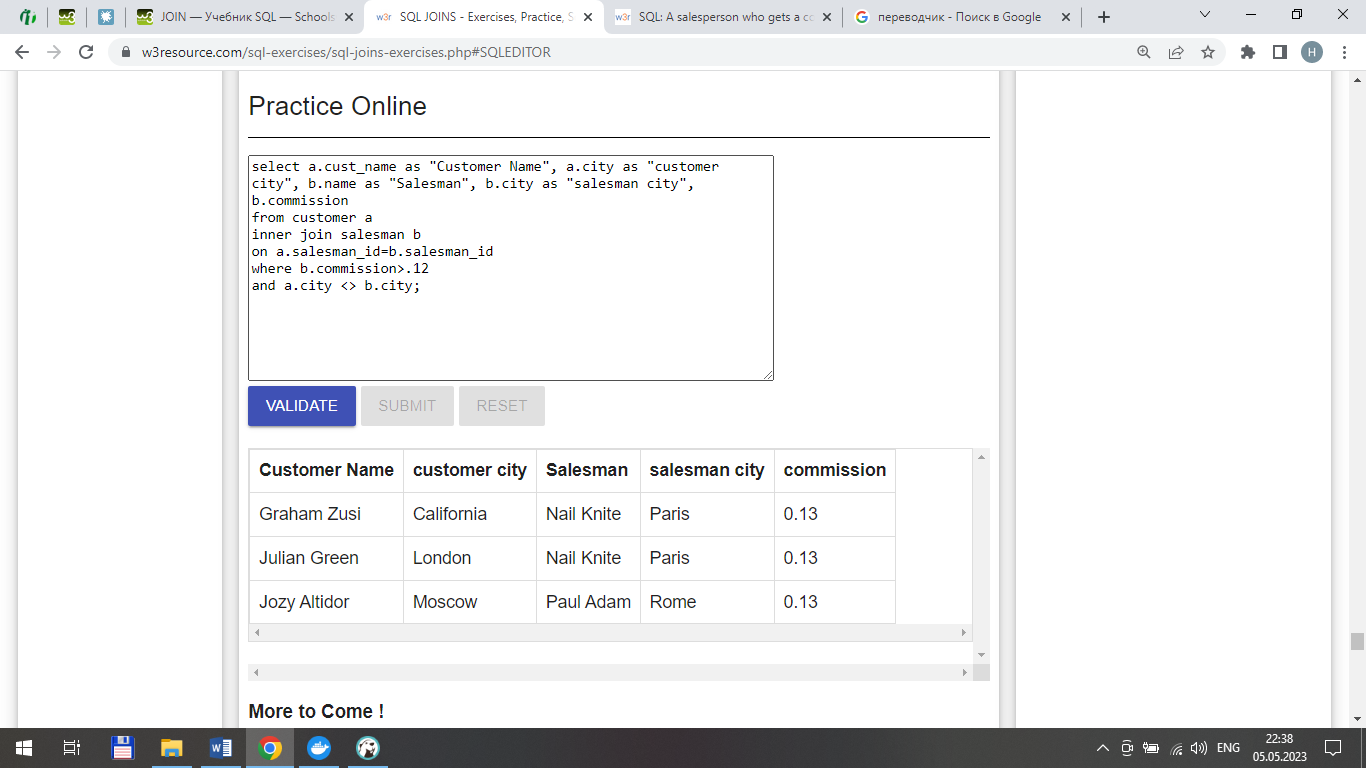 JOIN — Учебник SQL — Schools
SQL JOINS - Exercises, Practice, S
SQL: A salesperson who gets a co
переводчик - Поиск в Google
w3resource.com/sql-exercises/sql-joins-exercises.php#SQLEDITOR
H
Practice Online
select a.cust_name as "Customer Name", a.city as "customer
city", b.name as "Salesman", b.city as "salesman city",
b.commission
from customer a
inner join salesman b
on a.salesman_id=b.salesman_id
where b.commission>.12
and a.city <> b.city;
VALIDATE SUBMIT RESET
Customer Name customer city Salesman salesman city commission
Graham Zusi California Nail Knite Paris 0.13
Julian Green London Nail Knite Paris 0.13
Jozy Altidor Moscow Paul Adam Rome 0.13
More to Come !
ENG
22:38
05.05.2023